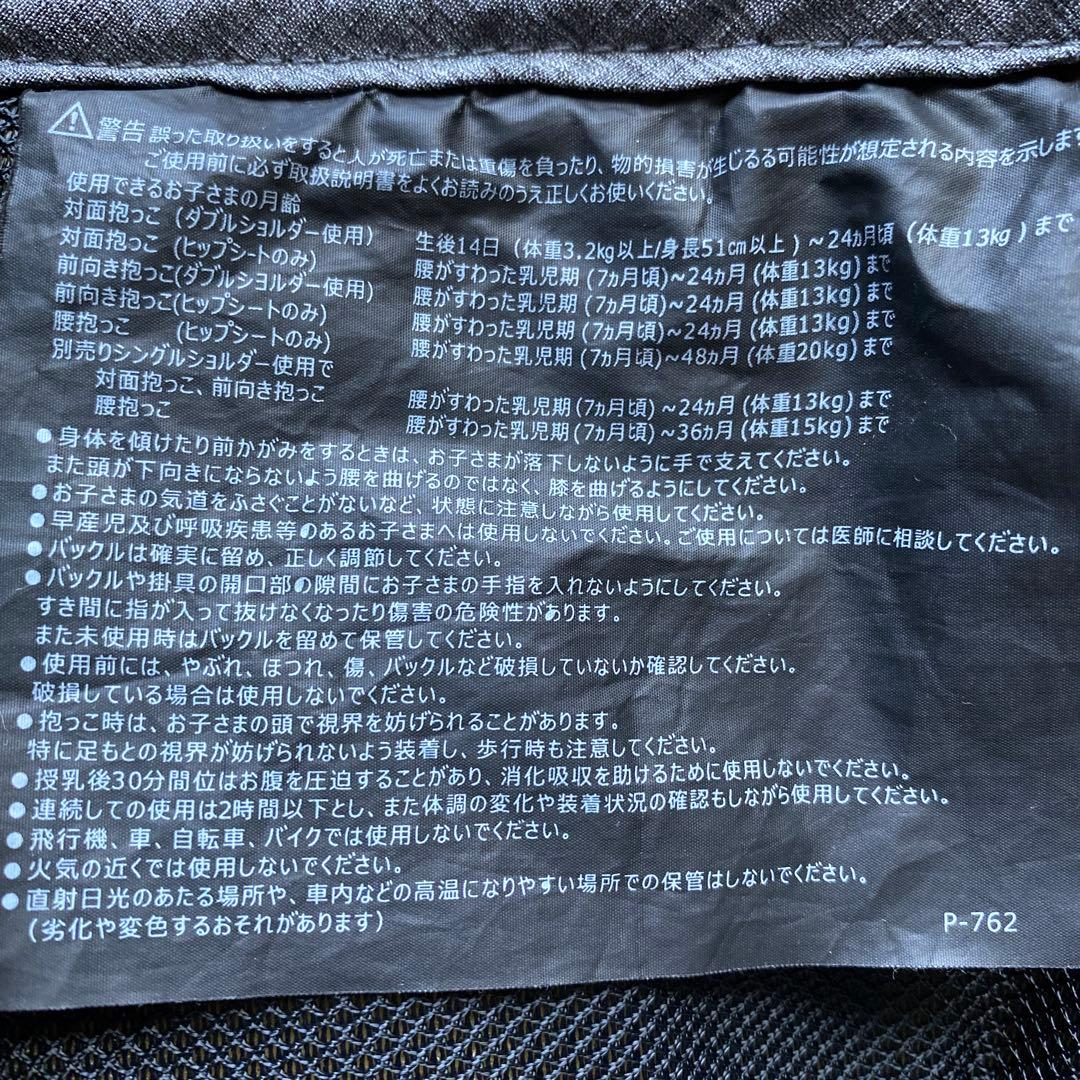 警告 誤った取り扱いをすると人が死亡または重傷を負ったり、物的損害が生じるる可能性が想定される内容を示します
ご使用前に必ず取扱説明書をよくお読みのうえ正しくお使いください。
使用できるお子さまの月齢
対面抱っこ (ダブルショルダー使用) 生後14日 (体重3.2kg以上/身長51cm以上 ) ~24ヵ月頃 (体重13kg ) まで
対面抱っこ (ヒップシートのみ) 腰がすわった乳児期 (7ヵ月頃)~24ヵ月 (体重13kg) まで
前向き抱っこ(ダブルショルダー使用) 腰がすわった乳児期 (7ヵ月頃)~24ヵ月 (体重13kg) まで
前向き抱っこ(ヒップシートのみ) 腰がすわった乳児期 (7ヵ月頃)~24ヵ月 (体重13kg) まで
腰抱っこ (ヒップシートのみ) 腰がすわった乳児期 (7ヵ月頃)~48ヵ月 (体重20kg) まで
別売りシングルショルダー使用で
対面抱っこ、前向き抱っこ 腰がすわった乳児期 (7ヵ月頃) ~24ヵ月 (体重13kg) まで
腰抱っこ 腰がすわった乳児期 (7ヵ月頃) ~36ヵ月 (体重15kg) まで
● 身体を傾けたり前かがみをするときは、お子さまが落下しないように手で支えてください。
また頭が下向きにならないよう腰を曲げるのではなく、膝を曲げるようにしてください。
● お子さまの気道をふさぐことがないなど、状態に注意しながら使用してください。
● 早産児及び呼吸疾患等のあるお子さまへは使用しないでください。ご使用については医師に相談してください。
● バックルは確実に留め、正しく調節してください。
● バックルや掛具の開口部の隙間にお子さまの手指を入れないようにしてください。
すき間に指が入って抜けなくなったり傷害の危険性があります。
また未使用時はバックルを留めて保管してください。
● 使用前には、やぶれ、ほつれ、傷、バックルなど破損していないか確認してください。
破損している場合は使用しないでください。
● 抱っこ時は、お子さまの頭で視界を妨げられることがあります。
特に足もとの視界が妨げられないよう装着し、歩行時も注意してください。
● 授乳後30分間位はお腹を圧迫することがあり、消化吸収を助けるために使用しないでください。
● 連続しての使用は2時間以下とし、また体調の変化や装着状況の確認もしながら使用してください。
● 飛行機、車、自転車、バイクでは使用しないでください。
● 火気の近くでは使用しないでください。
● 直射日光のあたる場所や、車内などの高温になりやすい場所での保管はしないでください。
(劣化や変色するおそれがあります)
P-762